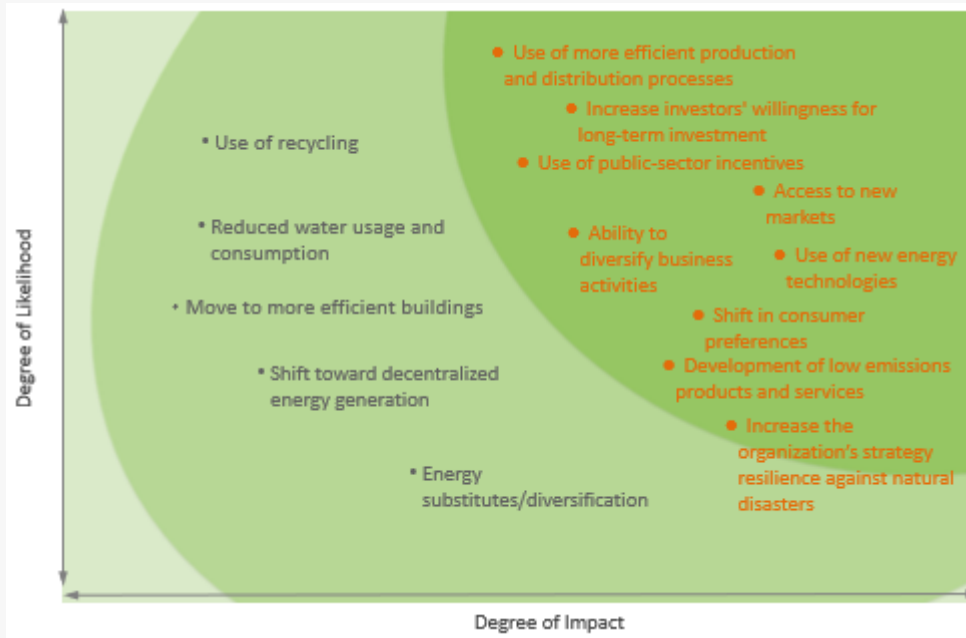 Use of more efficient production
and distribution processes
Increase investors' willingness for
long-term investment
Use of recycling
Use of public-sector incentives
Access to new
markets
Reduced water usage and
consumption
Ability to
diversify business
activities
Use of new energy
technologies
Move to more efficient buildings
Shift in consumer
preferences
Shift toward decentralized
energy generation
Development of low emissions
products and services
Increase the
organization's strategy
resilience against natural
disasters
Energy
substitutes/diversification
Degree of Likelihood
Degree of Impact